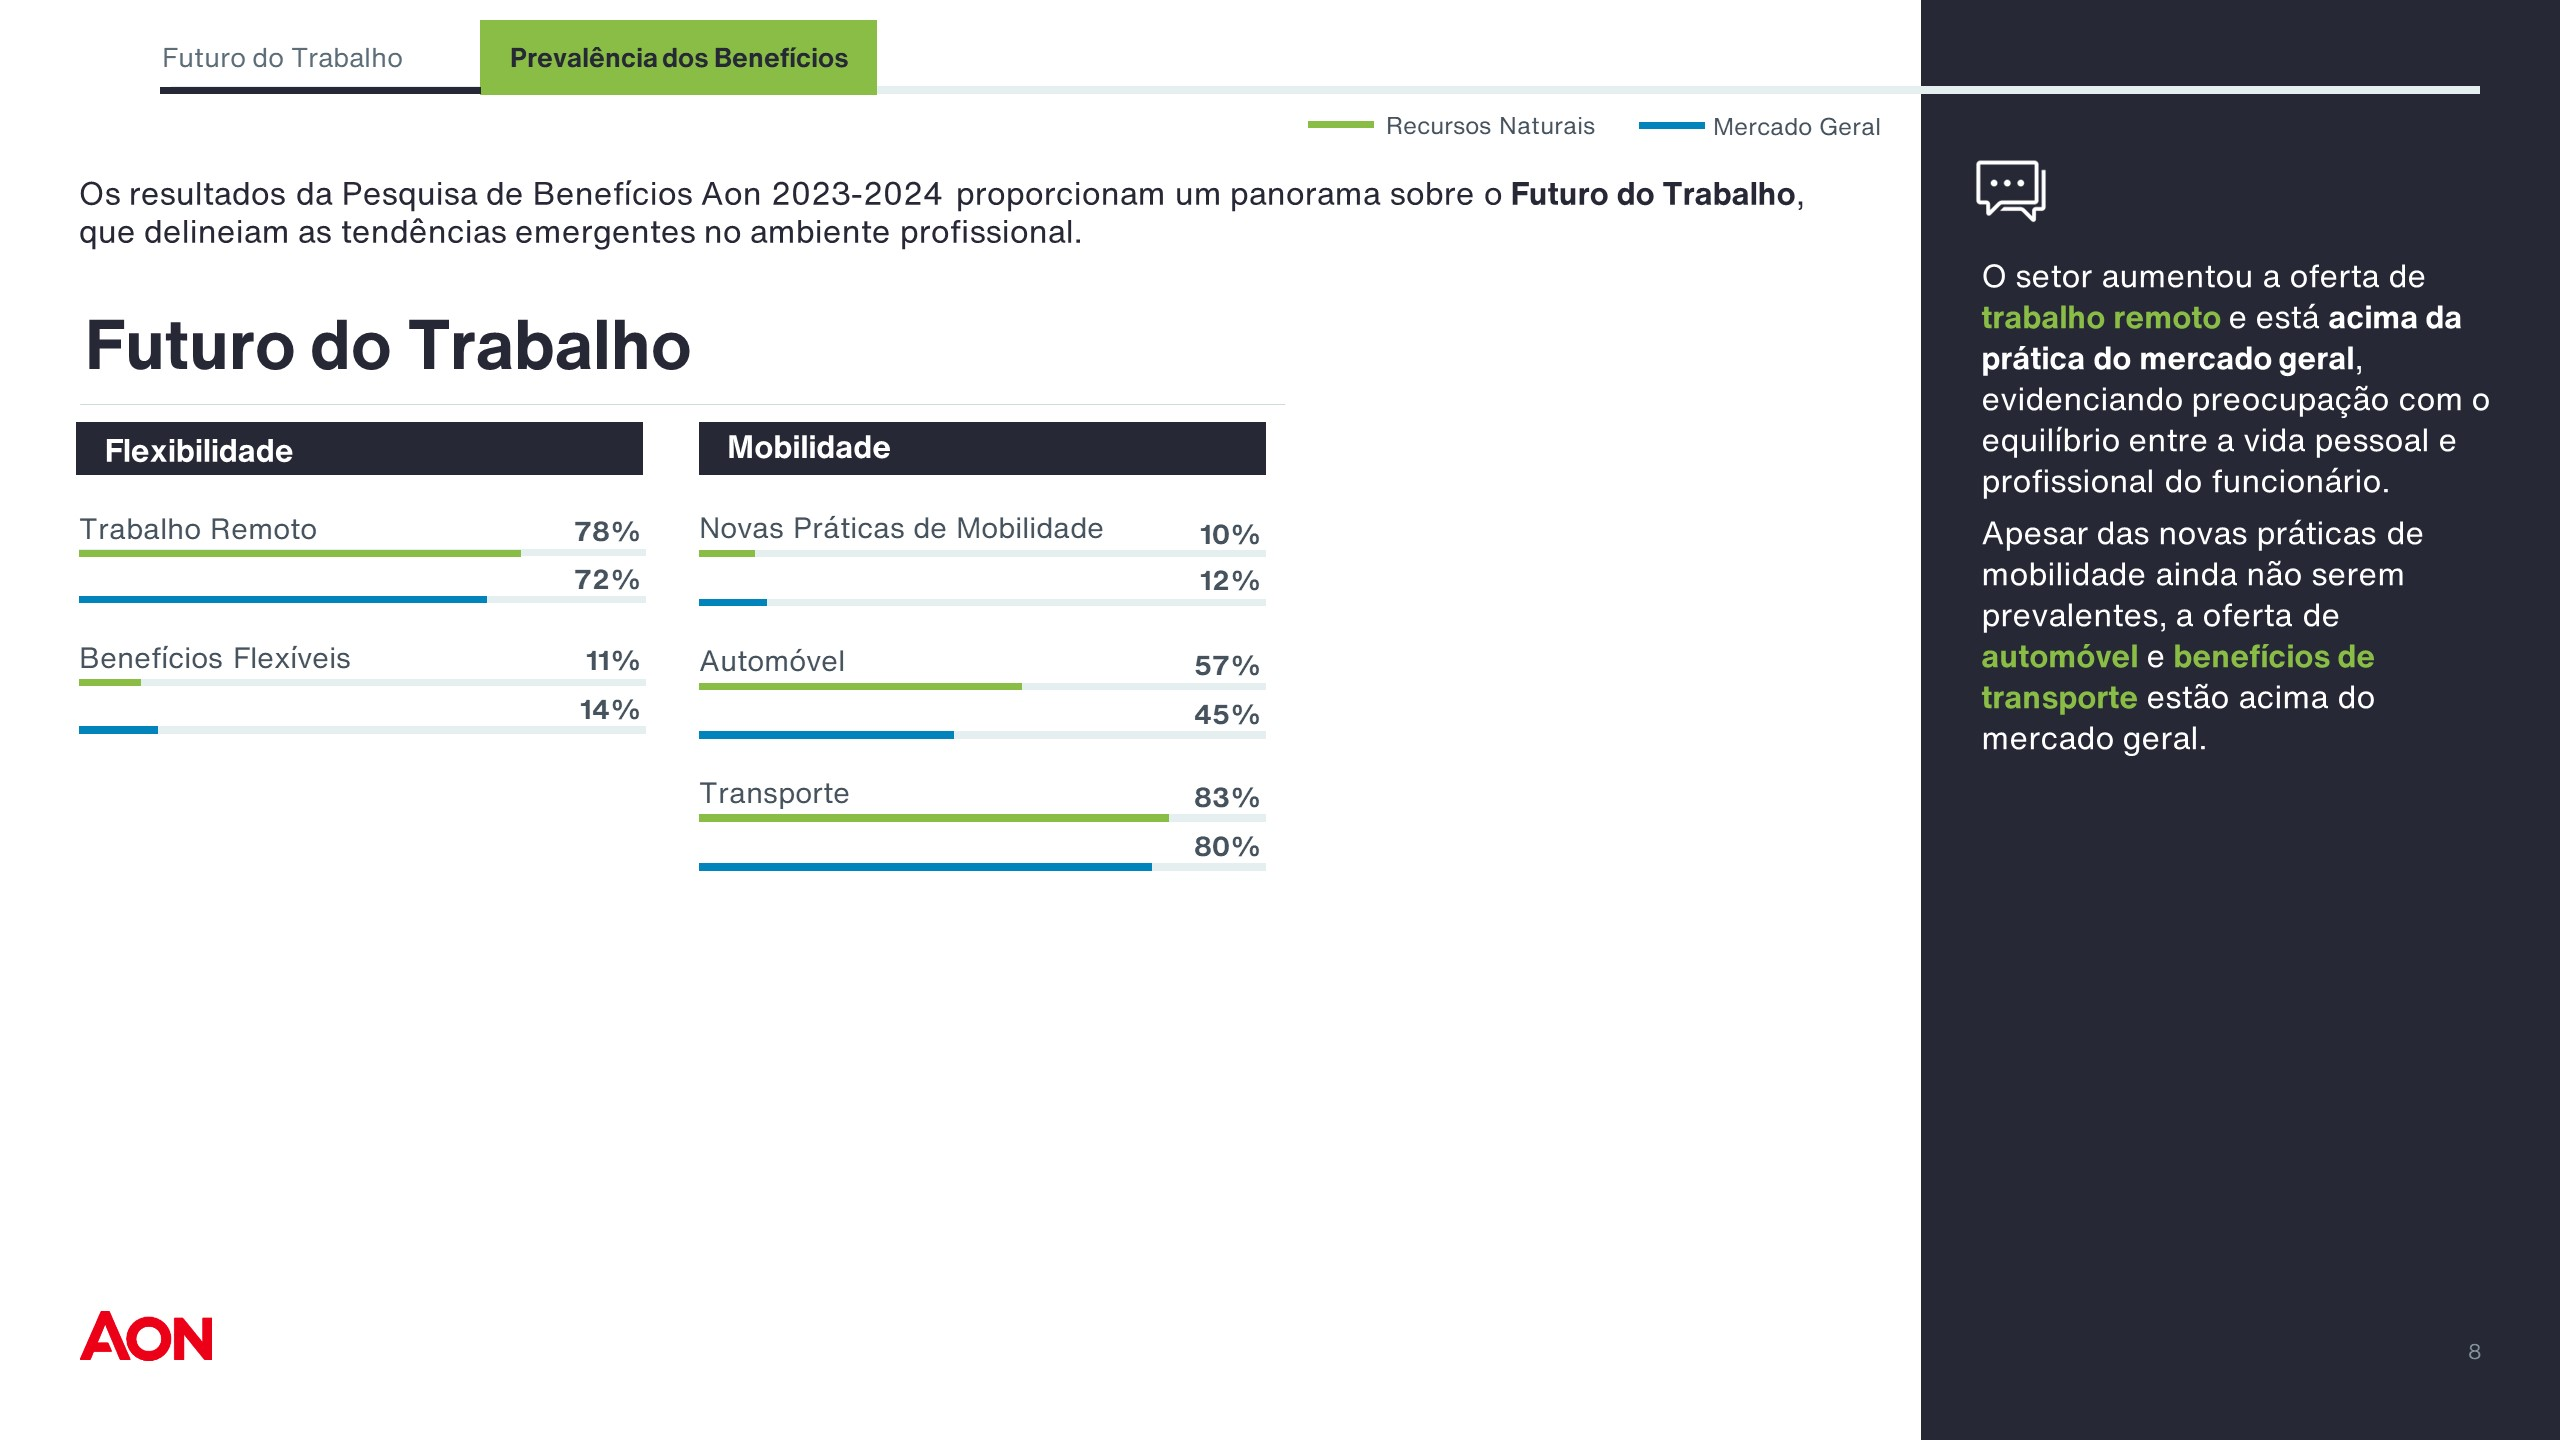 Futuro do Trabalho
Prevalência dos Benefícios
Recursos Naturais
Mercado Geral
Os resultados da Pesquisa de Benefícios Aon 2023-2024 proporcionam um panorama sobre o Futuro do Trabalho,
que delineiam as tendências emergentes no ambiente profissional.
Futuro do Trabalho
Flexibilidade
Trabalho Remoto 78%
72%
Benefícios Flexíveis 11%
14%
Mobilidade
Novas Práticas de Mobilidade 10%
12%
Automóvel 57%
45%
Transporte 83%
80%
O setor aumentou a oferta de
trabalho remoto e está acima da
prática do mercado geral,
evidenciando preocupação com o
equilíbrio entre a vida pessoal e
profissional do funcionário.
Apesar das novas práticas de
mobilidade ainda não serem
prevalentes, a oferta de
automóvel e benefícios de
transporte estão acima do
mercado geral.
AON
8